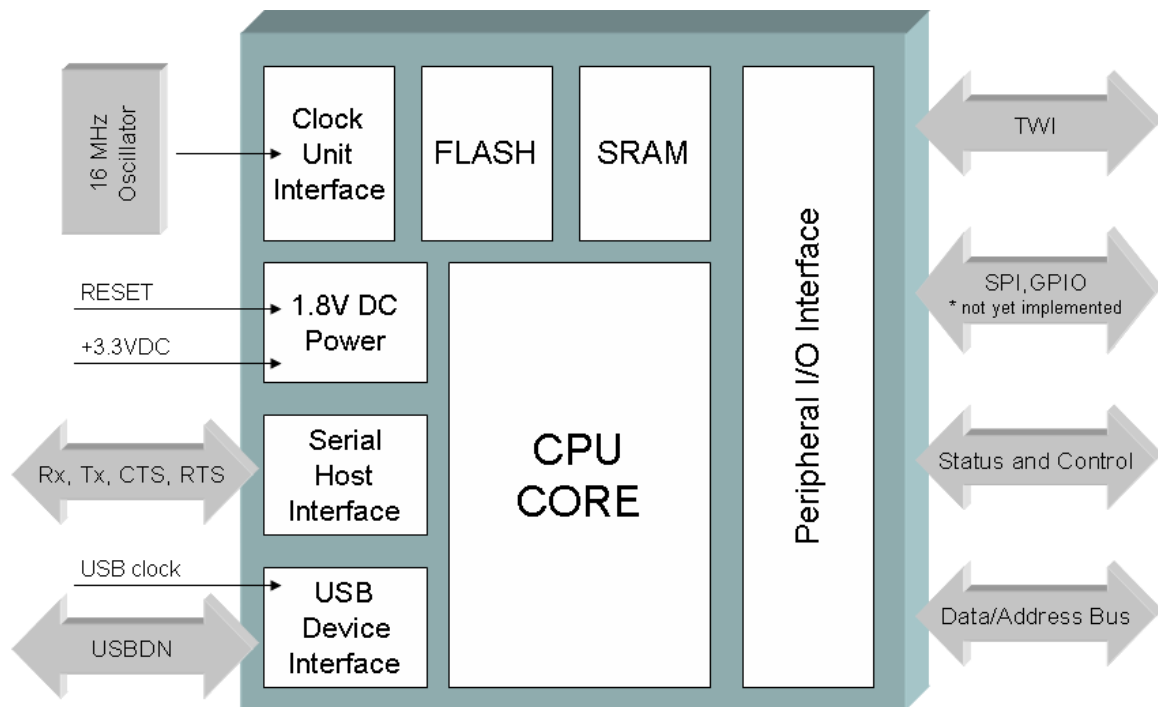 16 MHz
Oscillator
Clock
Unit
Interface
FLASH
SRAM
Peripheral I/O Interface
TWI
SPI,GPIO
* not yet implemented
Status and Control
Data/Address Bus
RESET
+3.3VDC
1.8V DC
Power
CPU
CORE
Rx, Tx, CTS, RTS
Serial
Host
Interface
USB clock
USBDN
USB
Device
Interface